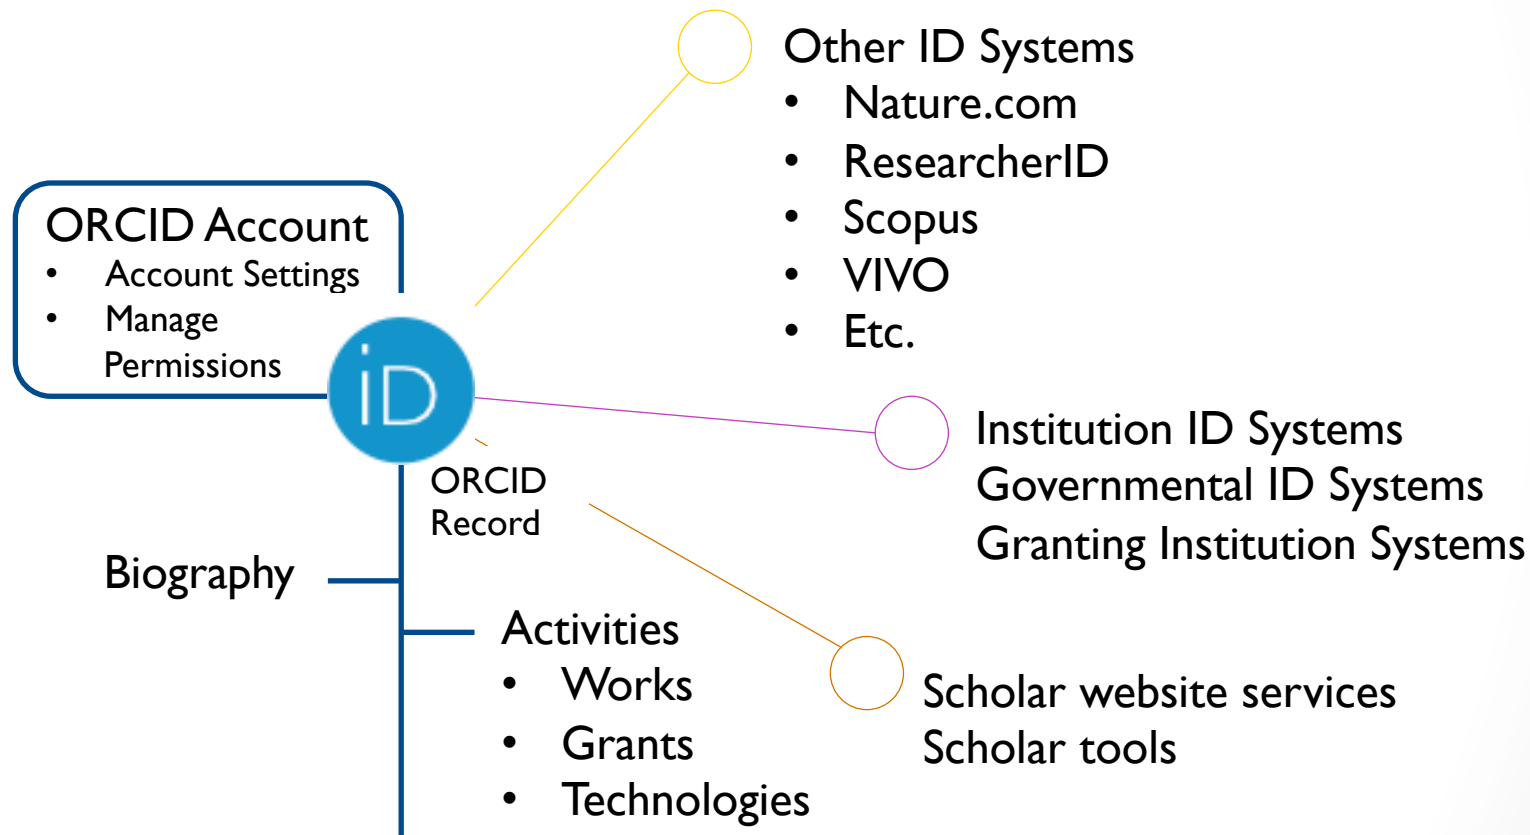 Other ID Systems
• Nature.com
• ResearcherID
• Scopus
• VIVO
• Etc.
ORCID Account
• Account Settings
• Manage
Permissions
iD
ORCID
Record
Institution ID Systems
Governmental ID Systems
Granting Institution Systems
Biography
Activities
• Works
• Grants
• Technologies
Scholar website services
Scholar tools